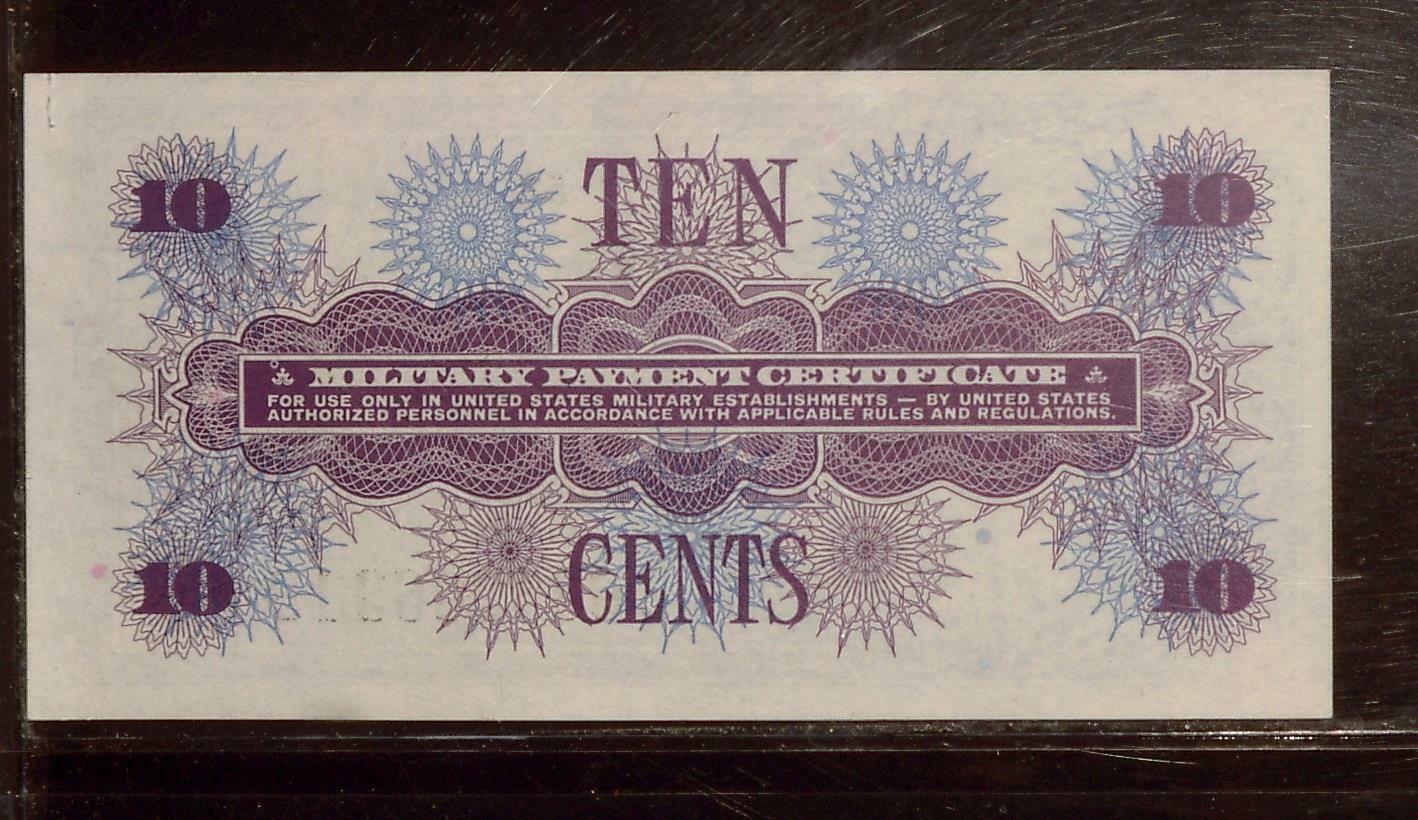 10 TEN 10
MILITARY PAYMENT CERTIFICATE
FOR USE ONLY IN UNITED STATES MILITARY ESTABLISHMENTS — BY UNITED STATES
AUTHORIZED PERSONNEL IN ACCORDANCE WITH APPLICABLE RULES AND REGULATIONS.
10 CENTS 10